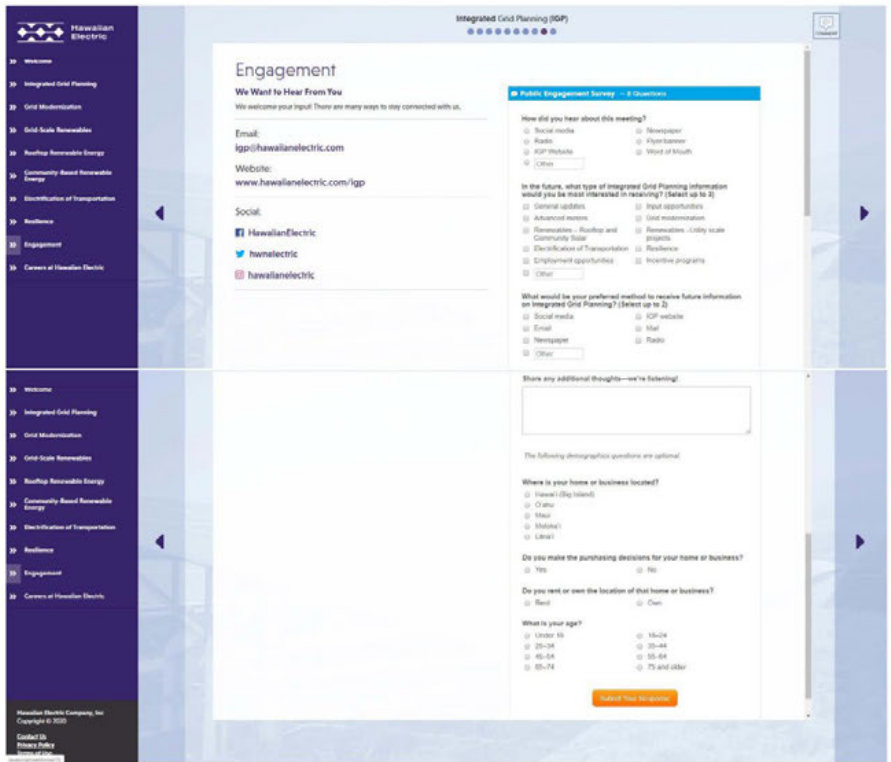 Hawaiian
Electric
Welcome
Integrated Grid Planning
Grid Modernization
Grid-Scale Renewables
Rooftop Renewable Energy
Community-Based Renewable
Energy
Electrification of Transportation
Resilience
Engagement
Careers at Hawaiian Electric
Integrated Grid Planning (IGP)
Engagement
We Want to Hear From You
We welcome your input! There are many ways to stay connected with us.
Email:
igp@hawaiianelectric.com
Website:
www.hawaiianelectric.com/igp
Social:
HawaiianElectric
hwnelectric
hawaiianelectric
Public Engagement Survey – 8 Questions
How did you hear about this meeting?
Social media
Newspaper
Radio
Flyer/banner
IGP Website
Word of Mouth
Other
In the future, what type of Integrated Grid Planning information
would you be most interested in receiving? (Select up to 3)
General updates
Input opportunities
Advanced meters
Grid modernization
Renewables – Rooftop and
Community Solar
Renewables - Utility scale
projects
Electrification of Transportation
Resilience
Employment opportunities
Incentive programs
Other
What would be your preferred method to receive future information
on Integrated Grid Planning? (Select up to 2)
Social media
IGP website
Email
Mail
Newspaper
Radio
Other
Welcome
Integrated Grid Planning
Grid Modernization
Grid-Scale Renewables
Rooftop Renewable Energy
Community-Based Renewable
Energy
Electrification of Transportation
Resilience
Engagement
Careers at Hawaiian Electric
Hawaiian Electric Company, Inc
Copyright © 2020
Contact Us
Privacy Policy
Terms of Use
Share any additional thoughts—we're listening!
The following demographics questions are optional
Where is your home or business located?
Hawai'i (Big Island)
O'ahu
Maui
Moloka'i
Lāna'i
Do you make the purchasing decisions for your home or business?
Yes
No
Do you rent or own the location of that home or business?
Rent
Own
What is your age?
Under 18
18–24
25–34
35–44
45–54
55–64
65–74
75 and older
Submit Your Response